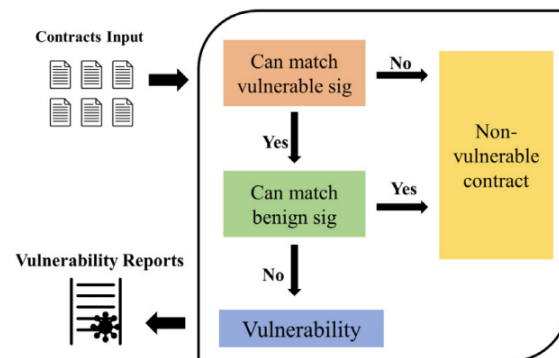 Contracts Input
Can match
vulnerable sig
No
Non-
vulnerable
contract
Yes
Can match
benign sig
Yes
No
Vulnerability Reports
Vulnerability